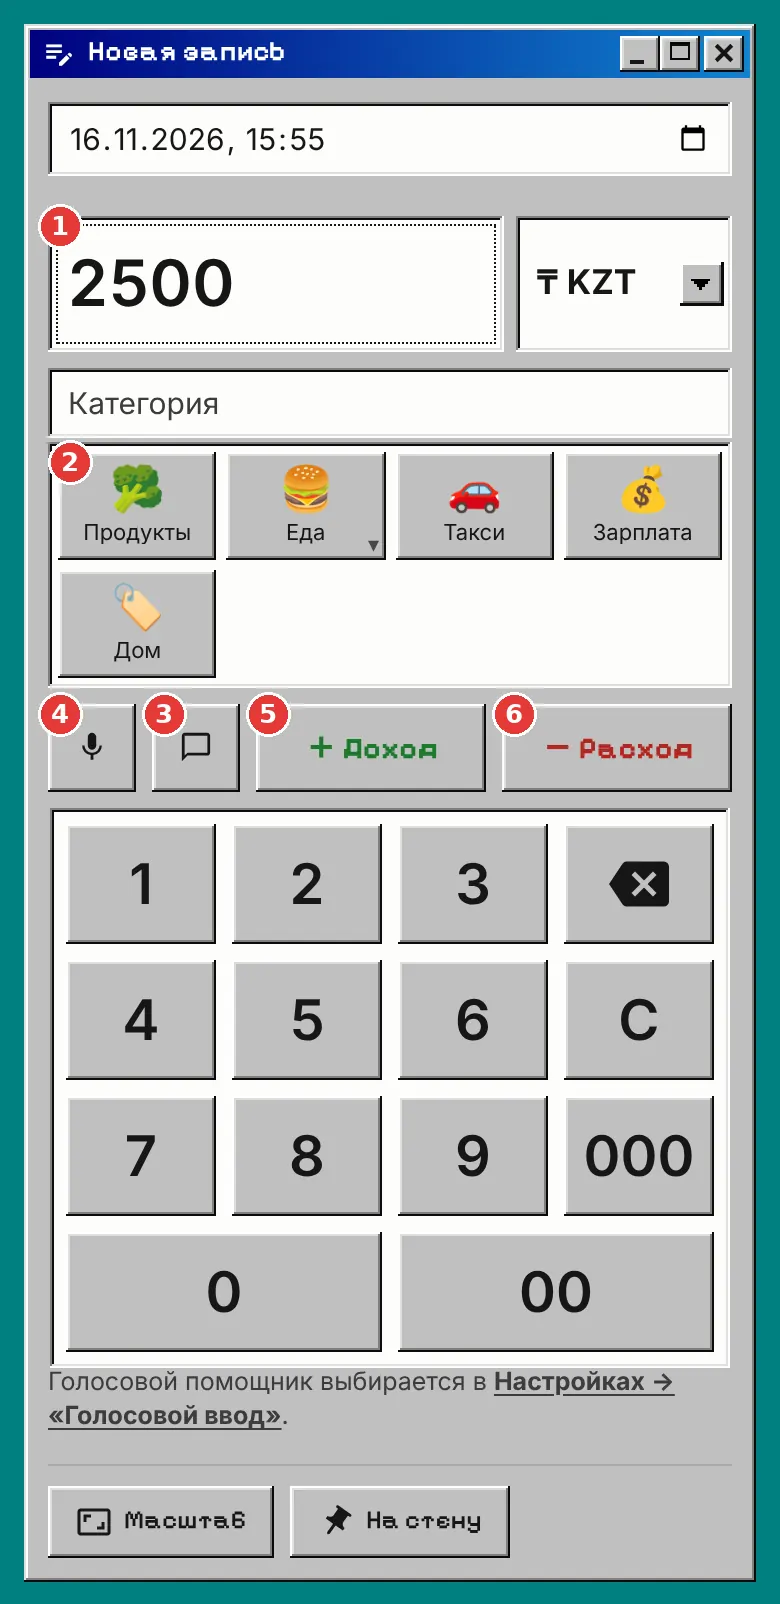 Новая запись
16.11.2026, 15:55
1
2500
₸ KZT
Категория
2
Продукты
Еда
Такси
Зарплата
Дом
4
3
5
+ Доход
6
− Расход
1
2
3
4
5
6
C
7
8
9
000
0
00
Голосовой помощник выбирается в Настройках →
«Голосовой ввод».
Масштаб
На стену